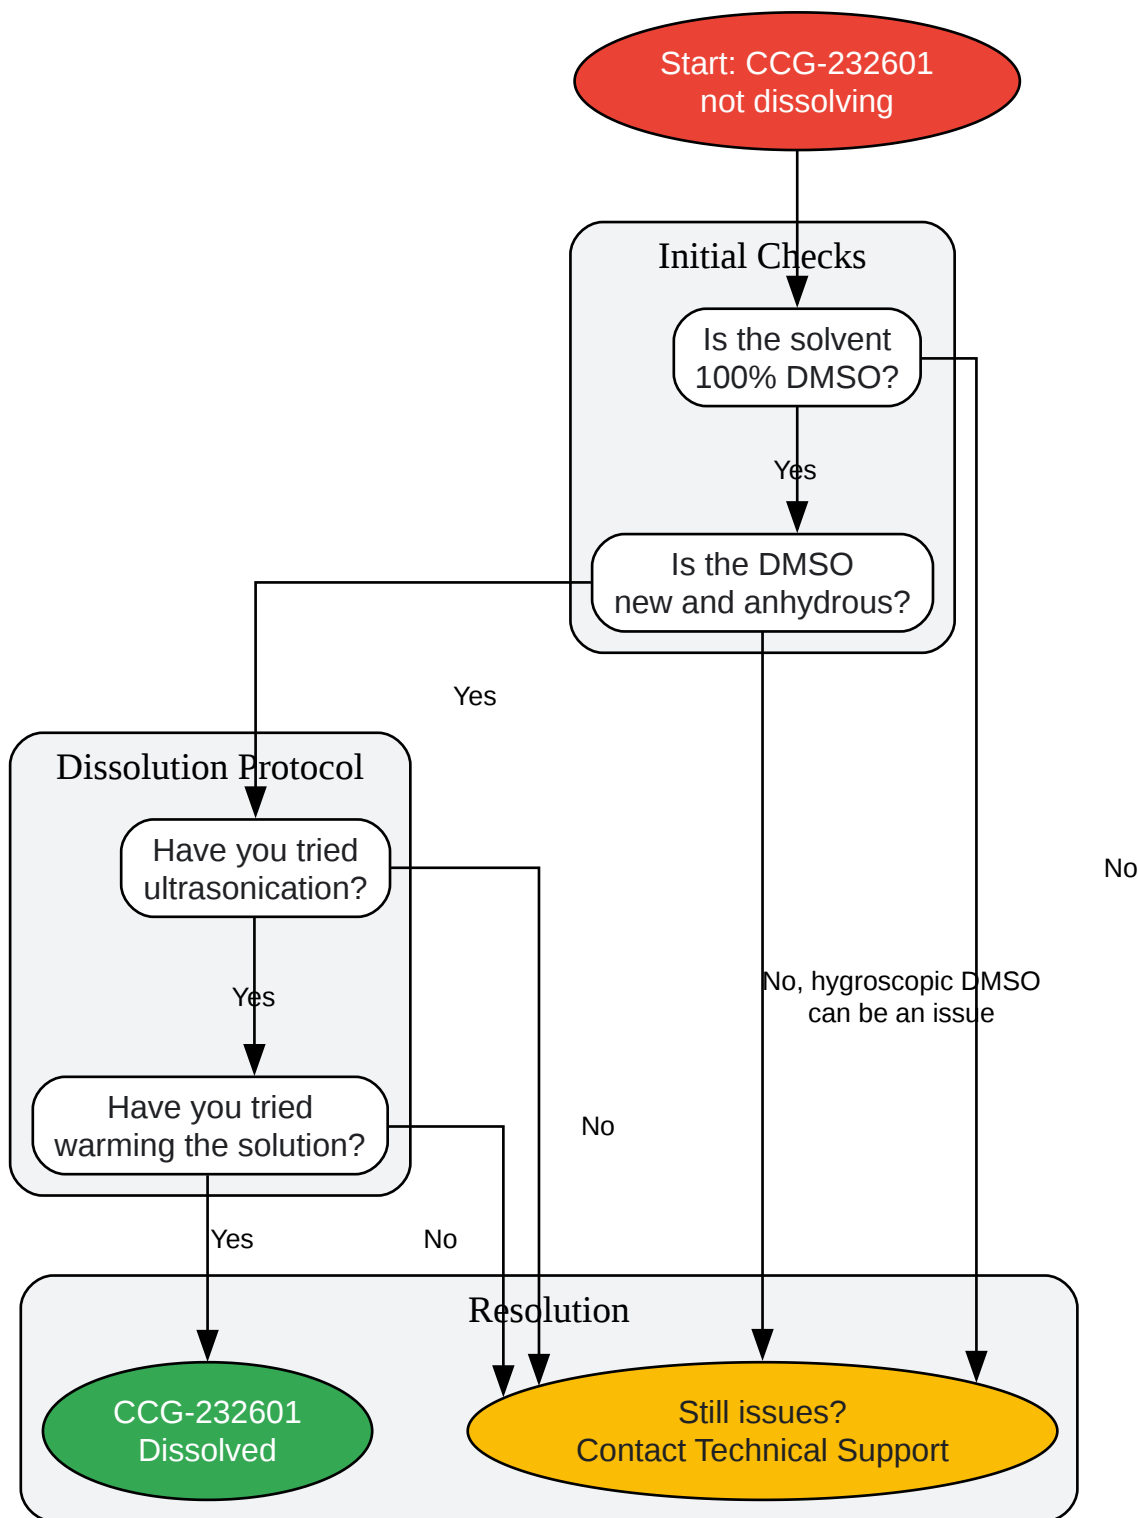 Start: CCG-232601
not dissolving
Initial Checks
Is the solvent
100% DMSO?
Yes
Is the DMSO
new and anhydrous?
Yes
Dissolution Protocol
Have you tried
ultrasonication?
No
No, hygroscopic DMSO
can be an issue
Yes
Have you tried
warming the solution?
No
Yes
No
Resolution
CCG-232601
Dissolved
Still issues?
Contact Technical Support